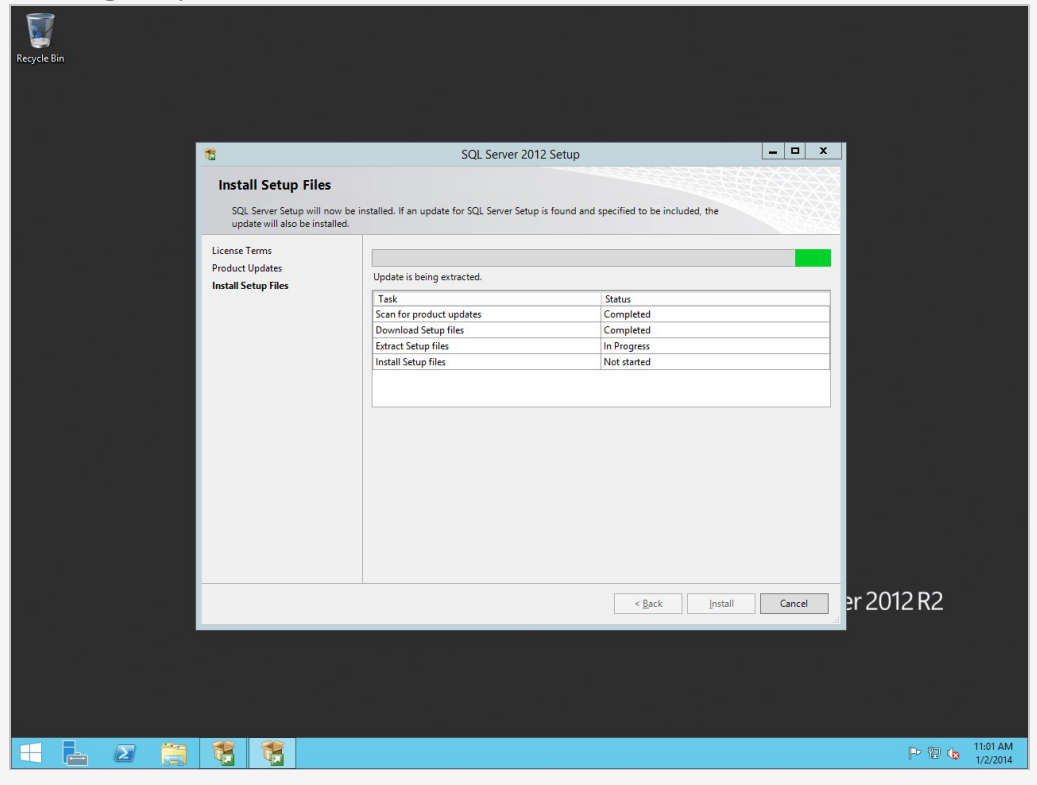 Recycle Bin
SQL Server 2012 Setup
Install Setup Files
SQL Server Setup will now be installed. If an update for SQL Server Setup is found and specified to be included, the
update will also be installed.
License Terms
Product Updates
Install Setup Files
Update is being extracted.
Task Status
Scan for product updates Completed
Download Setup files Completed
Extract Setup files In Progress
Install Setup files Not started
< Back Install Cancel
er 2012 R2
11:01 AM
1/2/2014